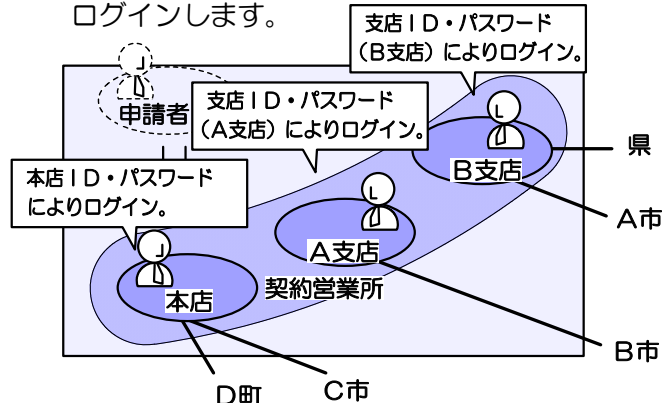 ログインします。
支店ＩＤ・パスワード
（Ｂ支店）によりログイン。
申請者
支店ＩＤ・パスワード
（Ａ支店）によりログイン。
Ｂ支店
県
本店ＩＤ・パスワード
によりログイン。
Ａ市
Ａ支店
契約営業所
本店
Ｂ市
Ｄ町
Ｃ市